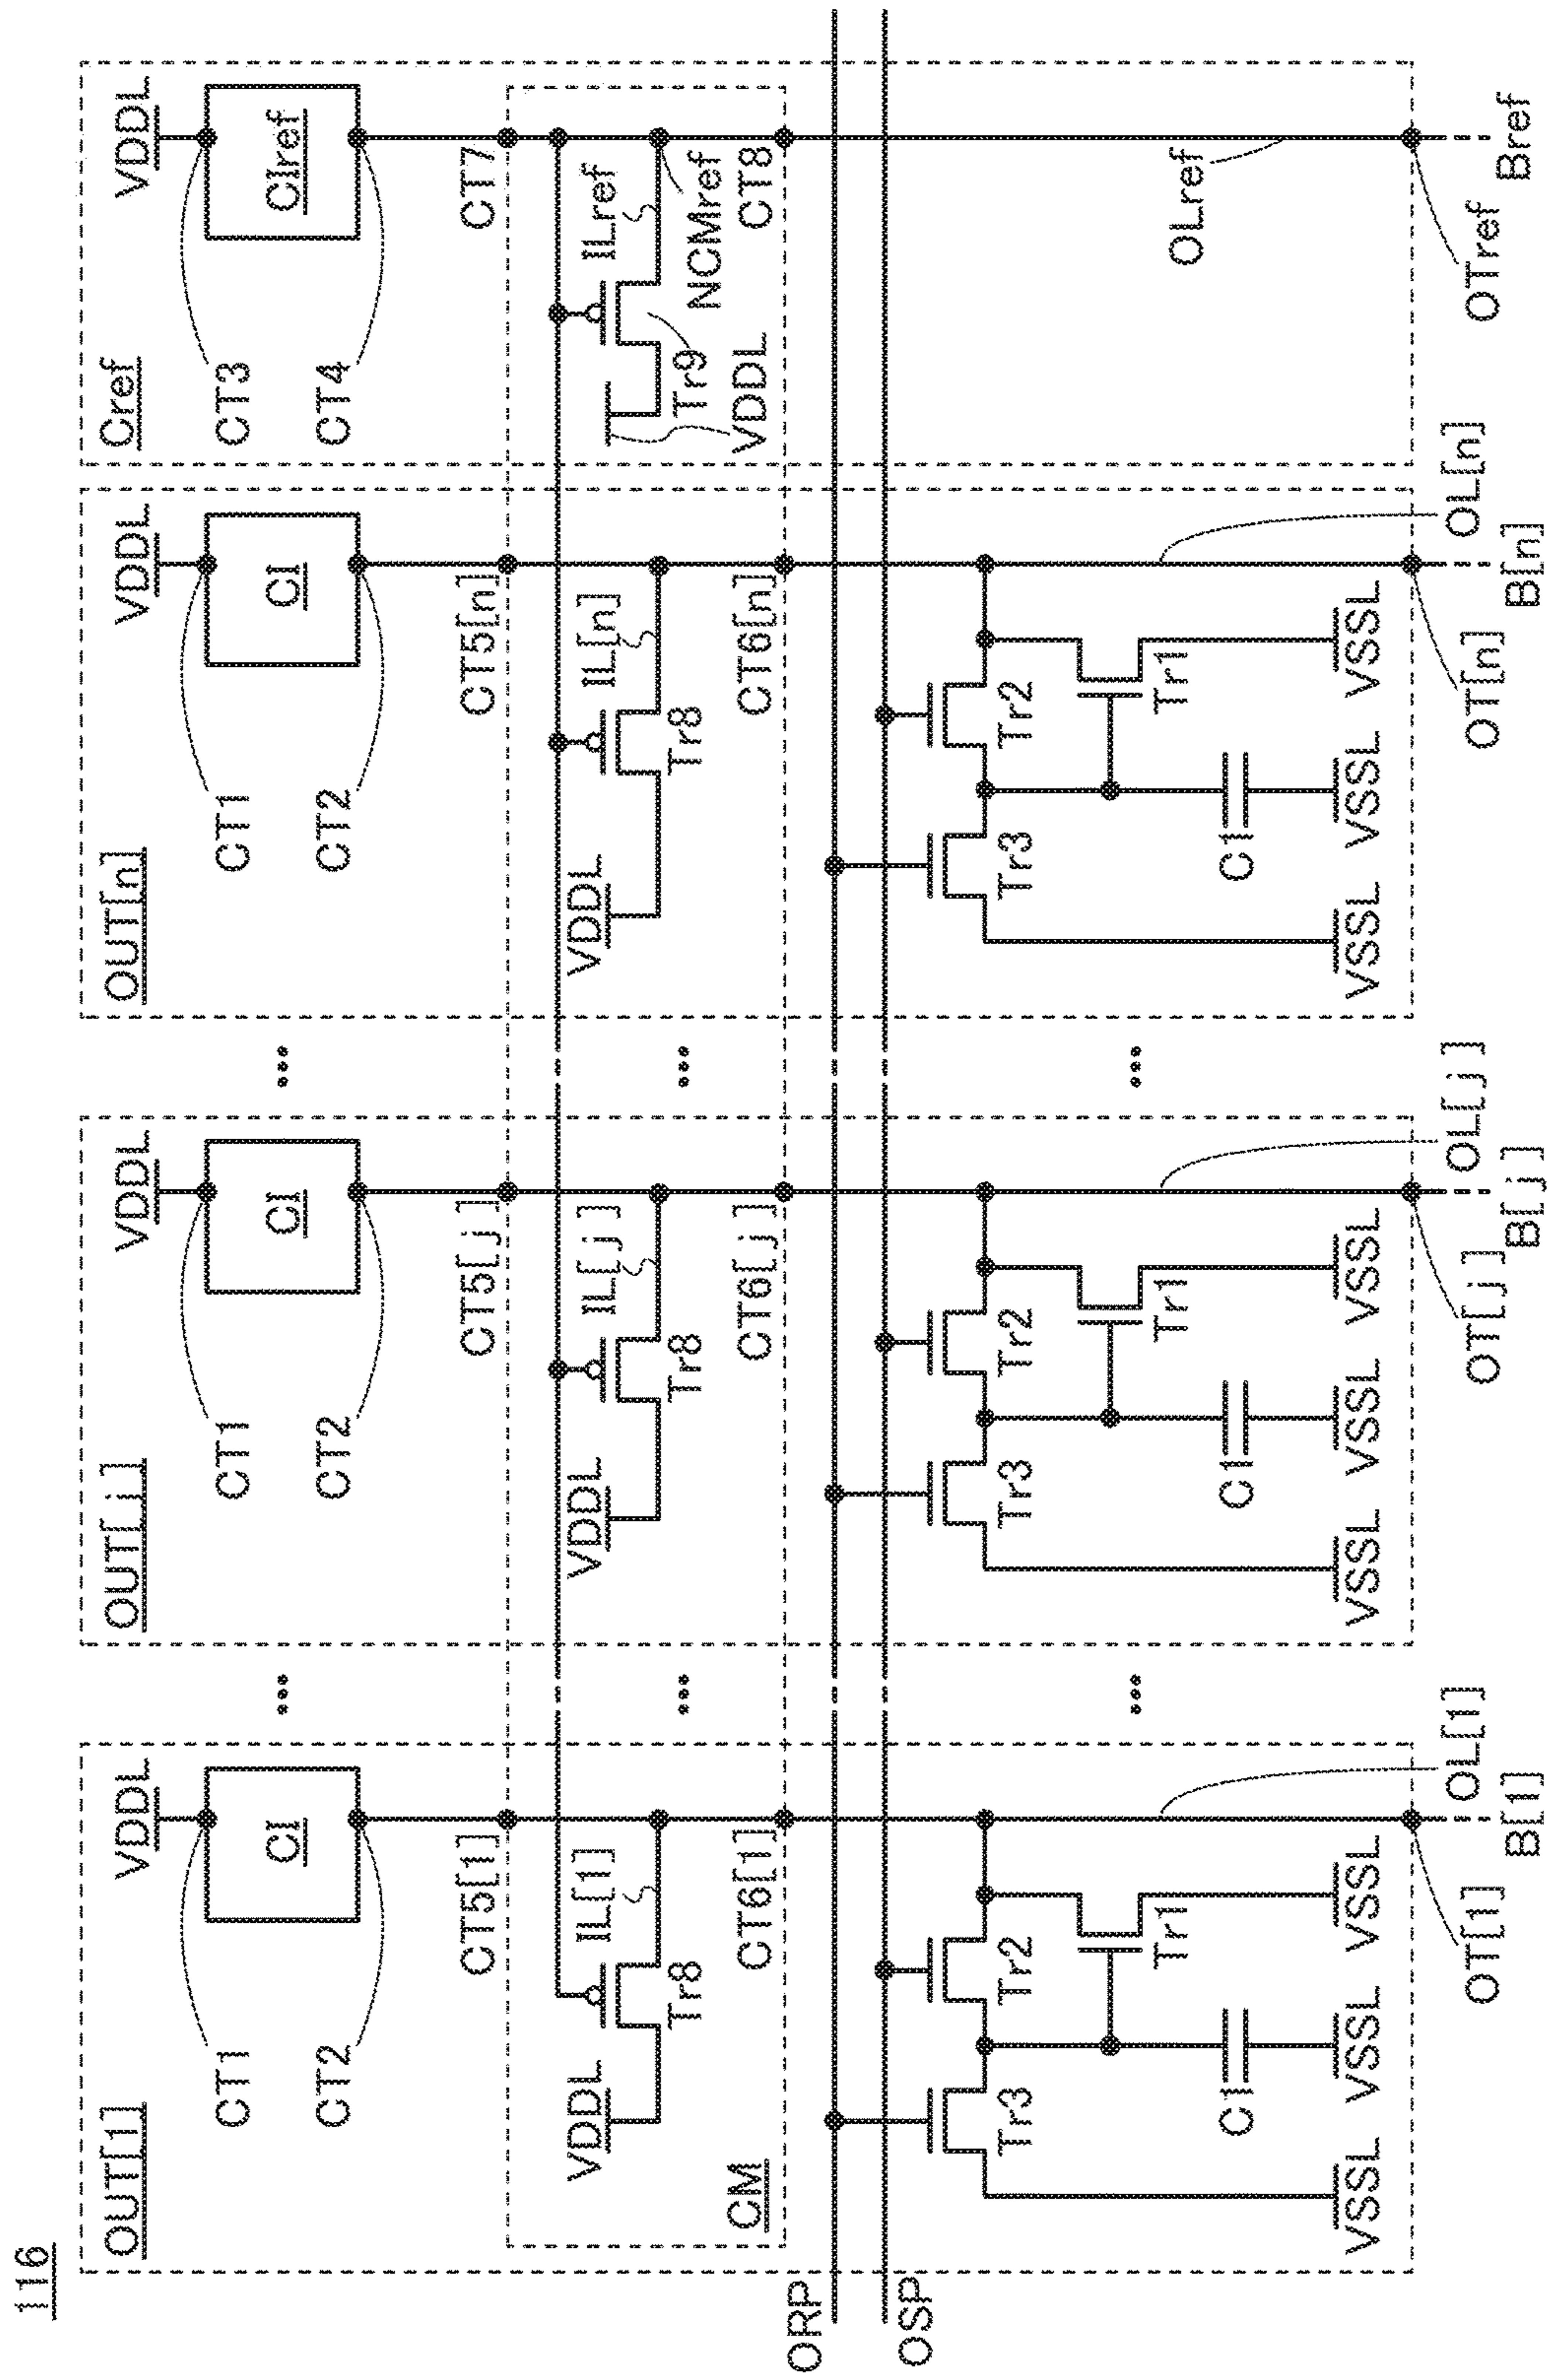 116
OUT[1]
VDDL
CI
CT1
CT2
CT5[1]
IL[1]
VDDL
Tr8
CT6[1]
CM
ORP
OSP
Tr3
Tr2
Tr1
C1
VSSL
VSSL
VSSL
OT[1]
OL[1]
B[1]
...
...
...
OUT[j]
VDDL
CI
CT1
CT2
CT5[j]
IL[j]
VDDL
Tr8
CT6[j]
Tr3
Tr2
Tr1
C1
VSSL
VSSL
VSSL
OT[j]
OL[j]
B[j]
...
...
...
OUT[n]
VDDL
CI
CT1
CT2
CT5[n]
IL[n]
VDDL
Tr8
CT6[n]
Tr3
Tr2
Tr1
C1
VSSL
VSSL
VSSL
OT[n]
OL[n]
B[n]
Cref
VDDL
CIref
CT3
CT4
CT7
ILref
Tr9
NCMref
VDDL
CT8
OLref
OTref
Bref